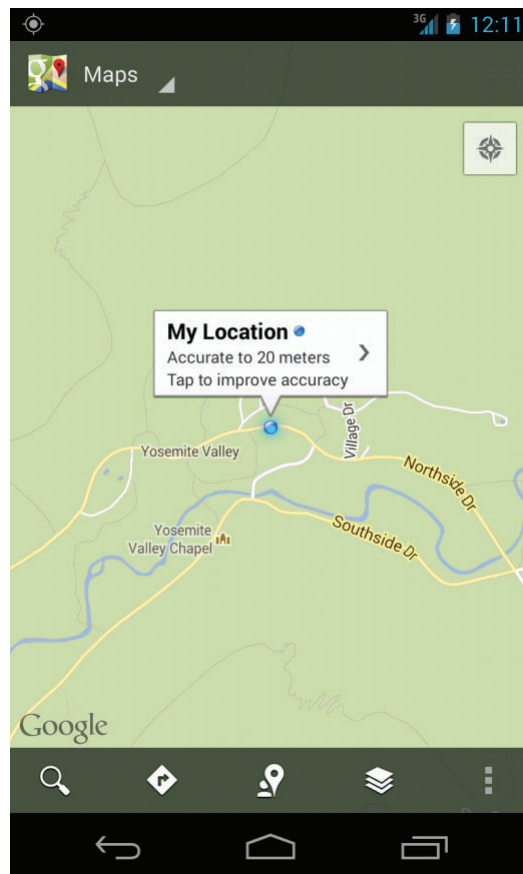 3G 12:11
Maps
My Location
Accurate to 20 meters
Tap to improve accuracy
Village Dr
Yosemite Valley
Northside Dr
Yosemite
Valley Chapel
Southside Dr
Google